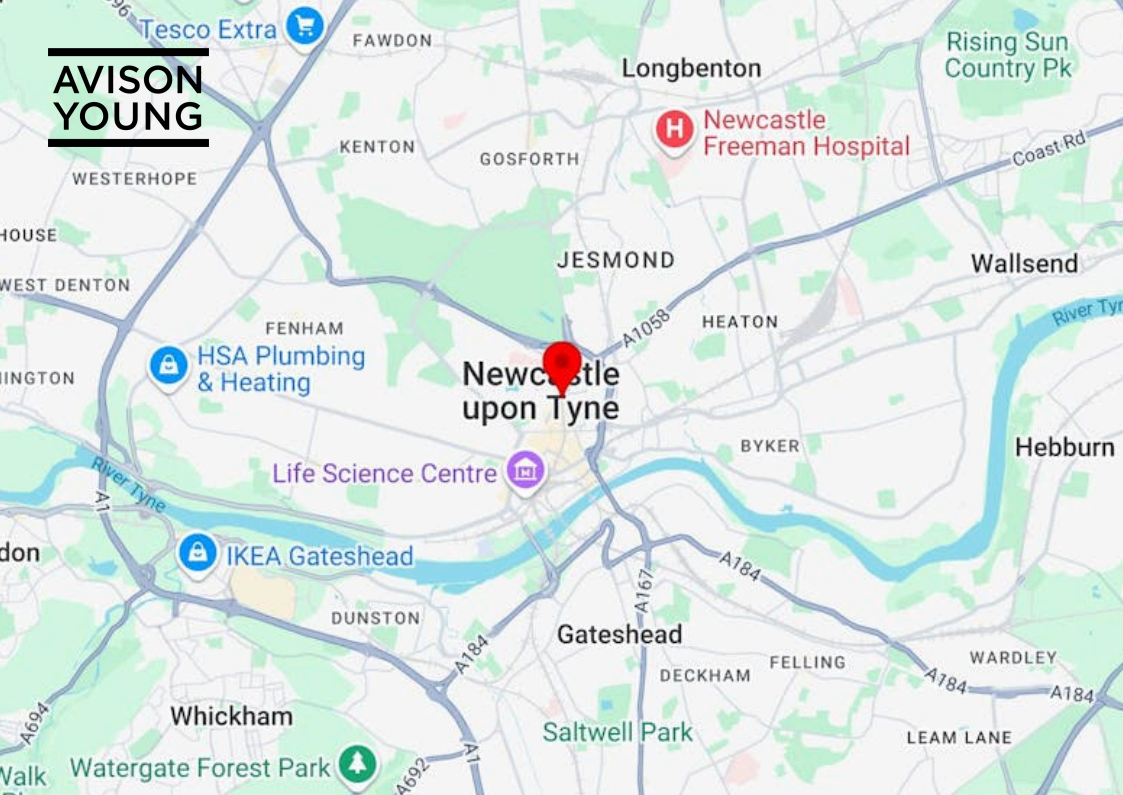 96
Tesco Extra
FAWDON
Rising Sun
Country Pk
AVISON
YOUNG
Longbenton
Newcastle
Freeman Hospital
H
KENTON
GOSFORTH
Coast Rd
WESTERHOPE
HOUSE
JESMOND
Wallsend
WEST DENTON
River Tyr
A1058
HEATON
FENHAM
HSA Plumbing
& Heating
INGTON
Newcastle
upon Tyne
BYKER
Hebburn
Life Science Centre
River Tyne
A1
don
IKEA Gateshead
A184
A167
DUNSTON
Gateshead
A184
FELLING
WARDLEY
DECKHAM
A184
A184
A694
Whickham
Saltwell Park
LEAM LANE
A1
Walk
Watergate Forest Park
A692